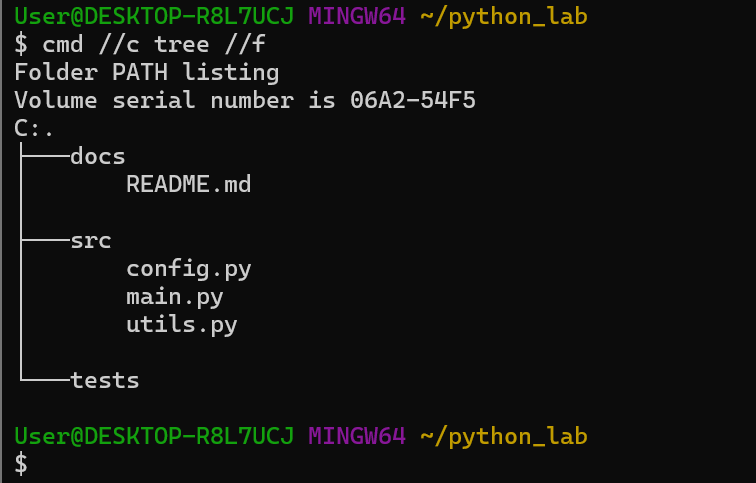 User@DESKTOP-R8L7UCJ MINGW64 ~/python_lab
$ cmd //c tree //f
Folder PATH listing
Volume serial number is 06A2-54F5
C:.
├───docs
│       README.md
│
├───src
│       config.py
│       main.py
│       utils.py
│
└───tests

User@DESKTOP-R8L7UCJ MINGW64 ~/python_lab
$